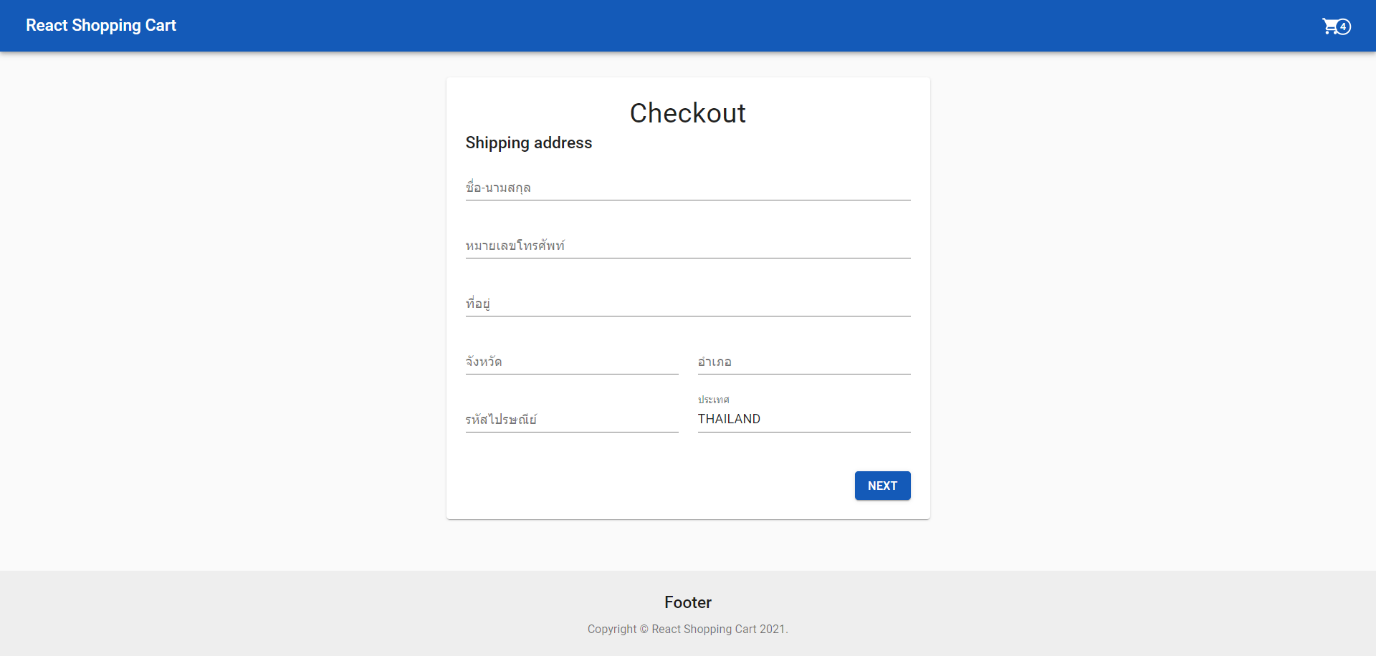 React Shopping Cart
4
Checkout
Shipping address
ชื่อ-นามสกุล
หมายเลขโทรศัพท์
ที่อยู่
จังหวัด อำเภอ
ประเทศ
รหัสไปรษณีย์ THAILAND
NEXT
Footer
Copyright © React Shopping Cart 2021.